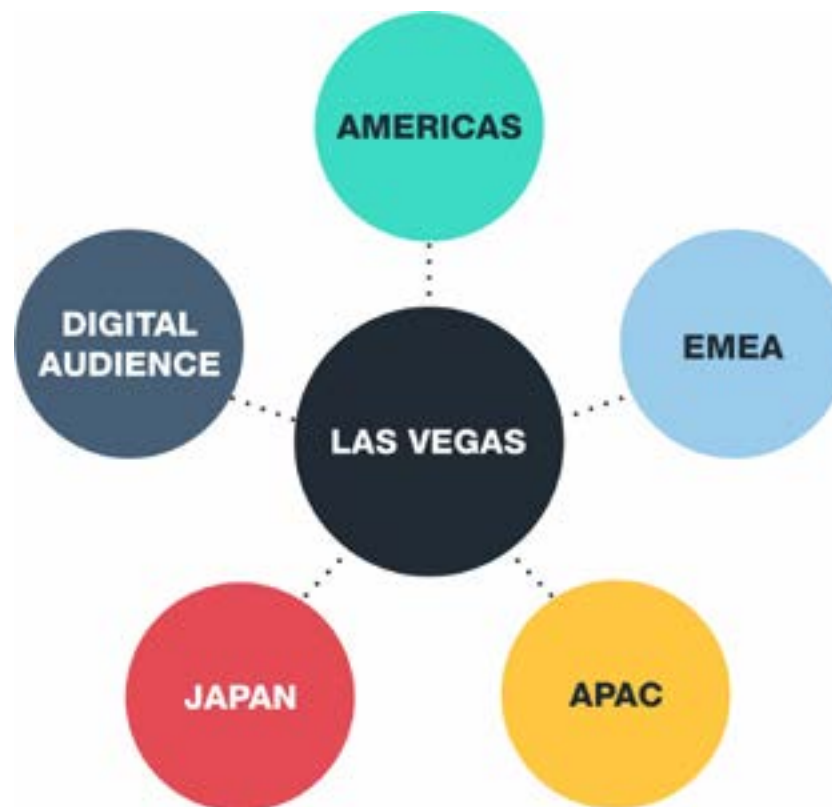 AMERICAS
DIGITAL
AUDIENCE
EMEA
LAS VEGAS
JAPAN
APAC